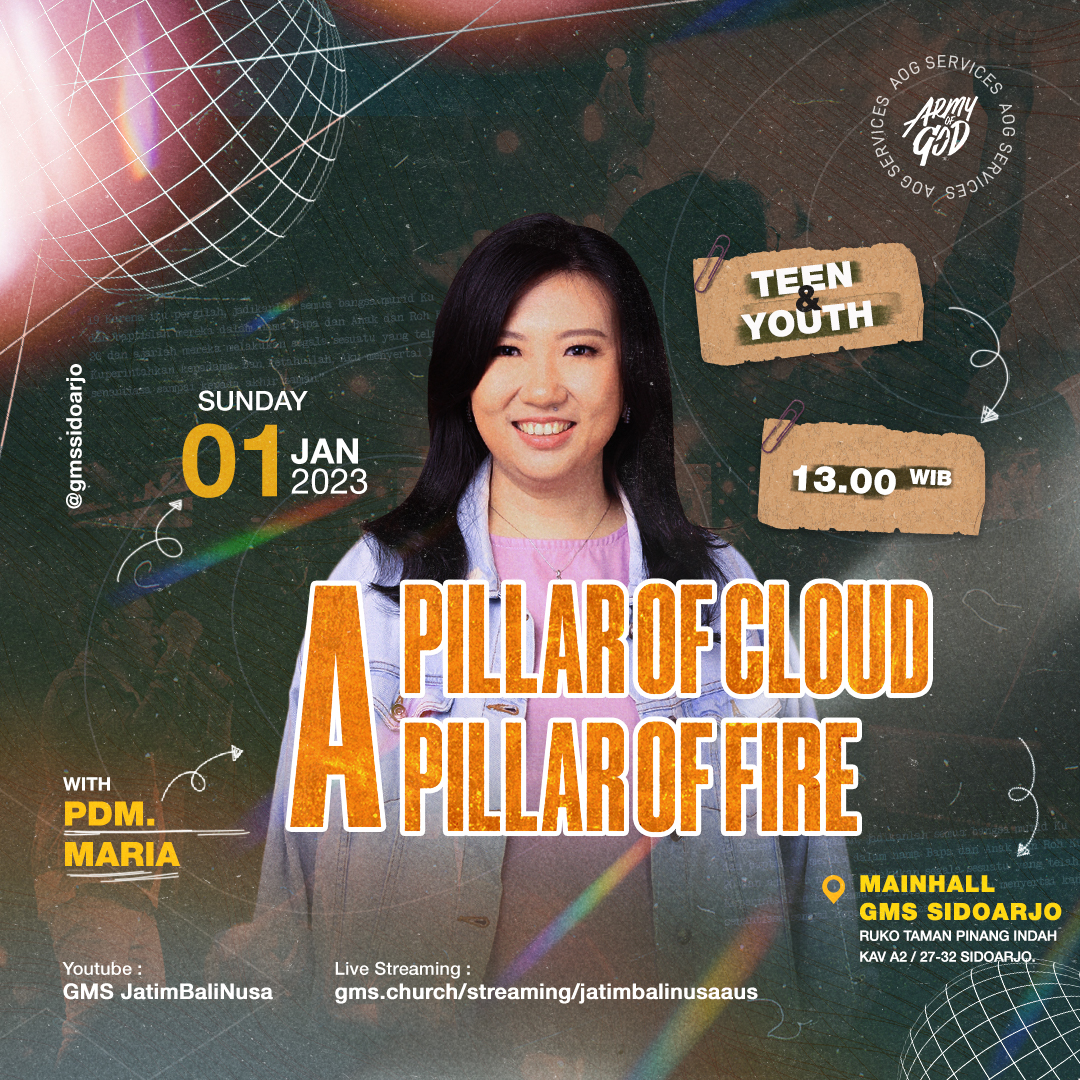 AOG SERVICES AOG SERVICES AOG SERVICES AOG SERVICES
ARMY
OF
GOD
TEEN
&
YOUTH
13.00 WIB
@gmssidoarjo
SUNDAY
01 JAN
2023
A PILLAR OF CLOUD
PILLAR OF FIRE
WITH
PDM.
MARIA
MAINHALL
GMS SIDOARJO
RUKO TAMAN PINANG INDAH
KAV A2 / 27-32 SIDOARJO.
Youtube :
GMS JatimBaliNusa
Live Streaming :
gms.church/streaming/jatimbalinusaaus